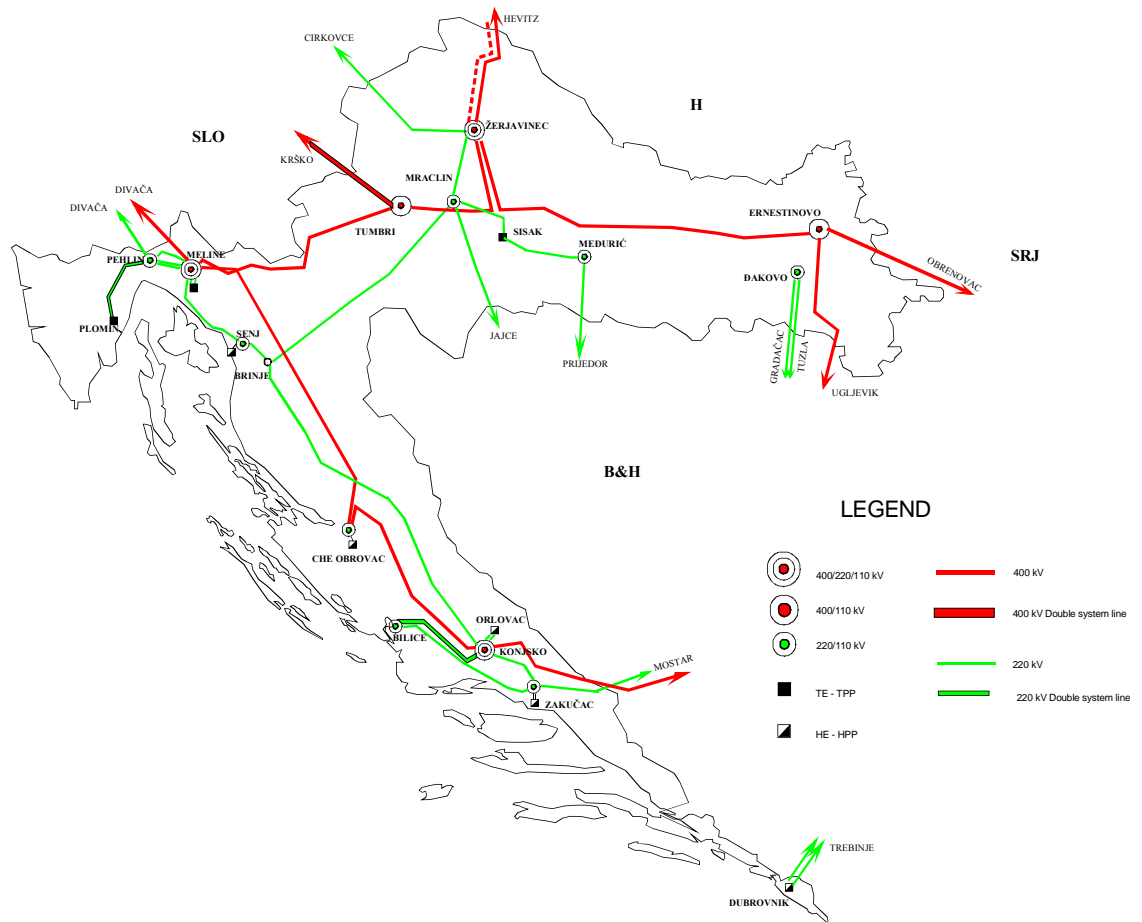 HEVITZ
CIRKOVCE
H
SLO
ŽERJAVINEC
KRŠKO
MRACLIN
DIVAČA
DIVAČA
ERNESTINOVO
TUMBRI
SISAK
MEĐURIĆ
SRJ
PEHLIN
MELINE
OBRENOVAC
ĐAKOVO
PLOMIN
SENJ
JAJCE
PRIJEDOR
GRADAČAC
TUZLA
BRINJE
UGLJEVIK
B&H
LEGEND
CHE OBROVAC
400/220/110 kV
400 kV
400/110 kV
400 kV Double system line
ORLOVAC
BILICE
220/110 kV
KONJSKO
MOSTAR
220 kV
TE - TPP
220 kV Double system line
ZAKUČAC
HE - HPP
TREBINJE
DUBROVNIK